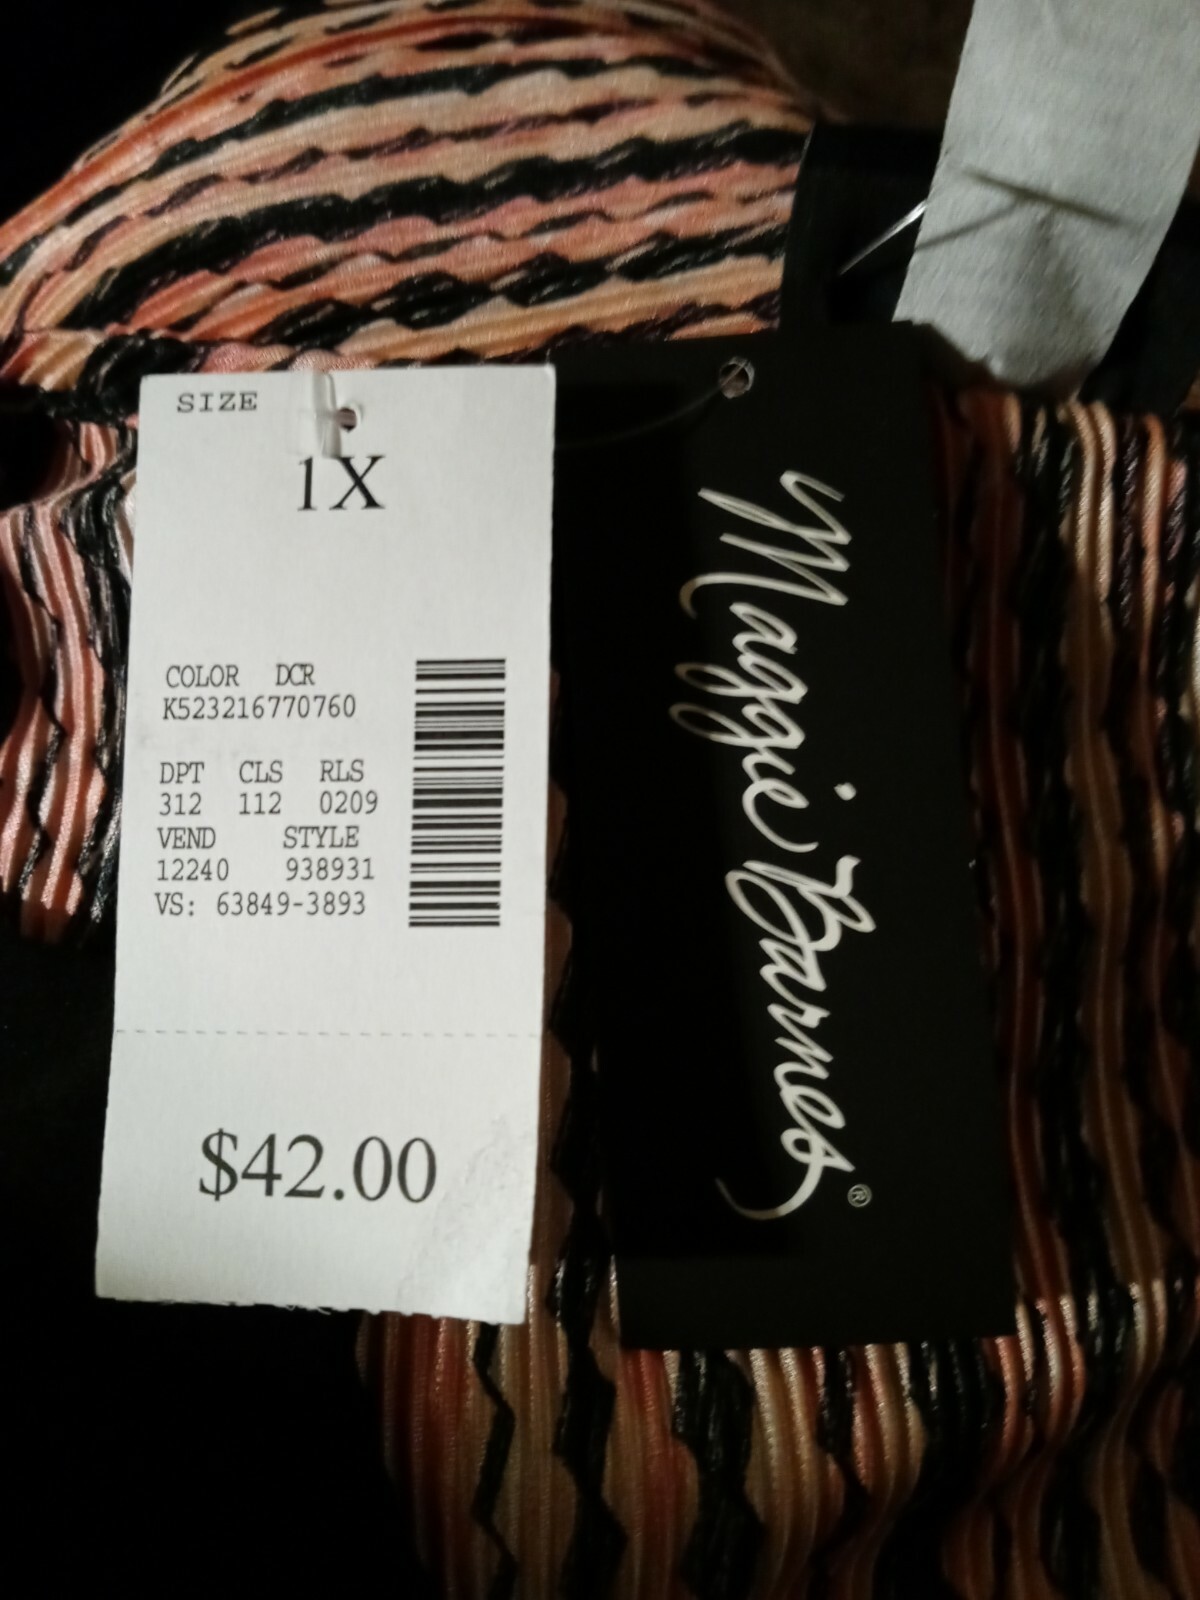 SIZE
1X
COLOR DCR
K523216770760
DPT CLS RLS
312 112 0209
VEND STYLE
12240 938931
VS: 63849-3893
$42.00
Maggie Barnes®